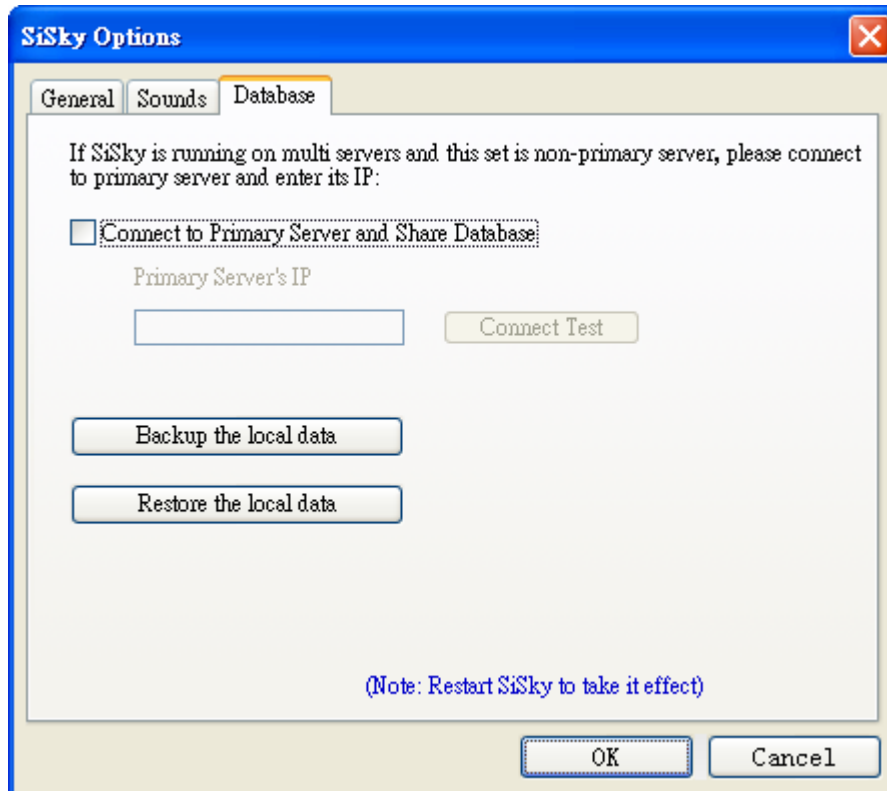 SiSky Options
General Sounds Database
If SiSky is running on multi servers and this set is non-primary server, please connect
to primary server and enter its IP:
Connect to Primary Server and Share Database
Primary Server's IP
Connect Test
Backup the local data
Restore the local data
(Note: Restart SiSky to take it effect)
OK Cancel